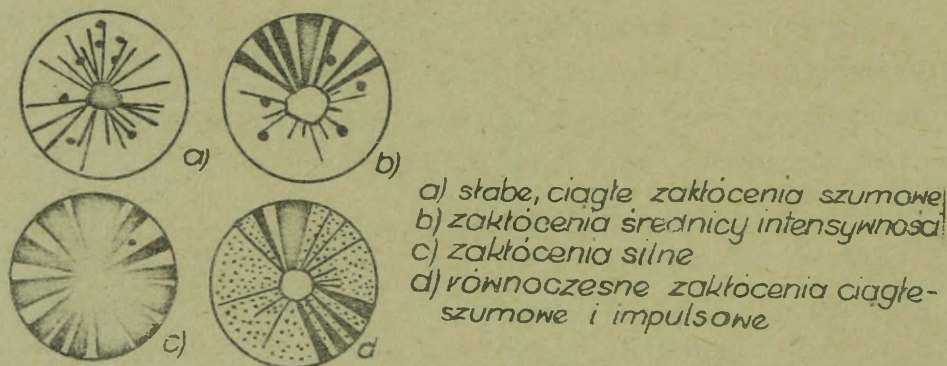 a)
b)
c)
d
a) słabe, ciągłe zakłócenia szumowe
b) zakłócenia średnicy intensywności
c) zakłócenia silne
d) równoczesne zakłócenia ciągłe-
szumowe i impulsowe